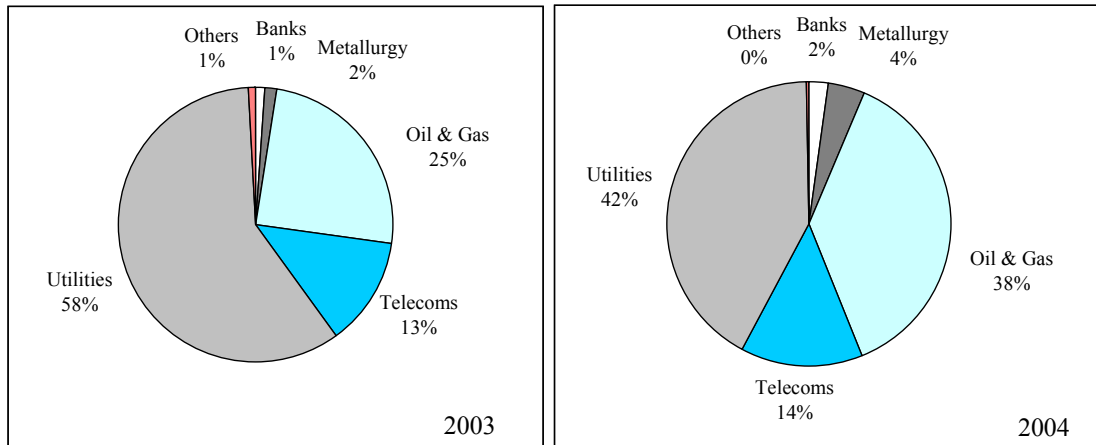 Others
1%
Banks
1%
Metallurgy
2%
Oil & Gas
25%
Telecoms
13%
Utilities
58%
2003
Others
0%
Banks
2%
Metallurgy
4%
Oil & Gas
38%
Telecoms
14%
Utilities
42%
2004